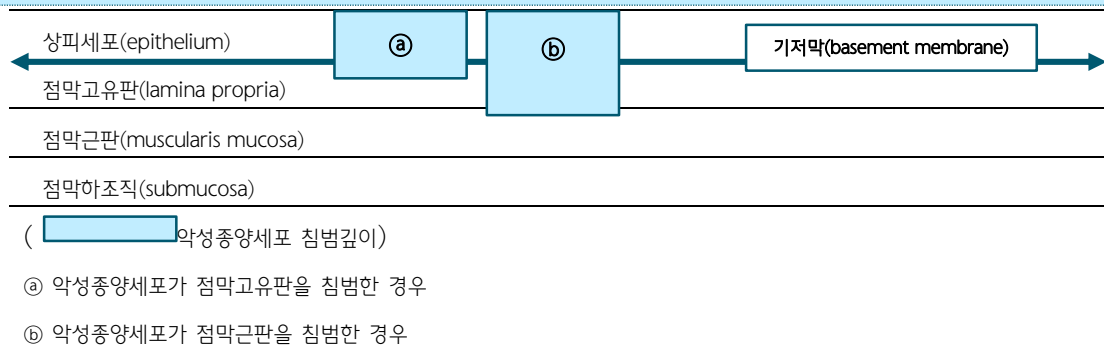 상피세포(epithelium)
ⓐ
ⓑ
기저막(basement membrane)
점막고유판(lamina propria)
점막근판(muscularis mucosa)
점막하조직(submucosa)
( 악성종양세포 침범깊이)
ⓐ 악성종양세포가 점막고유판을 침범한 경우
ⓑ 악성종양세포가 점막근판을 침범한 경우